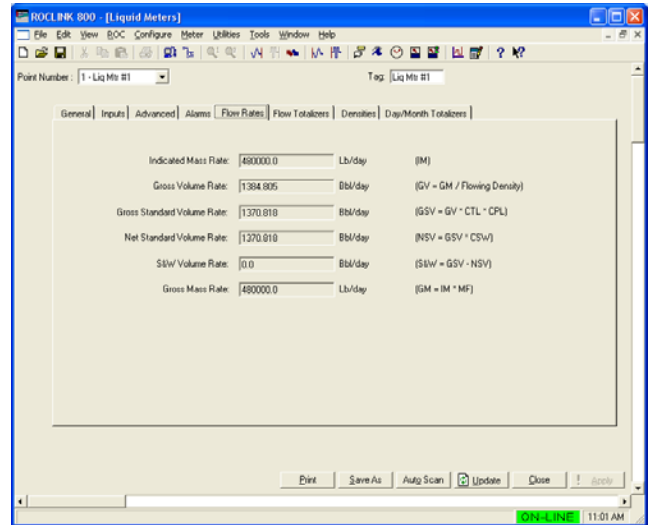 ROCLINK 800 - [Liquid Meters]
File Edit View ROC Configure Meter Utilities Tools Window Help
Point Number: 1 - Liq Mtr #1 Tag: Liq Mtr #1
General Inputs Advanced Alarms Flow Rates Flow Totalizers Densities Day/Month Totalizers
Indicated Mass Rate: 480000.0 Lb/day (IM)
Gross Volume Rate: 1384.805 Bbl/day (GV = GM / Flowing Density)
Gross Standard Volume Rate: 1370.818 Bbl/day (GSV = GV * CTL * CPL)
Net Standard Volume Rate: 1370.818 Bbl/day (NSV = GSV * CSW)
S&W Volume Rate: 0.0 Bbl/day (S&W = GSV - NSV)
Gross Mass Rate: 480000.0 Lb/day (GM = IM * MF)
Print Save As Auto Scan Update Close ! Apply
ON-LINE 11:01 AM